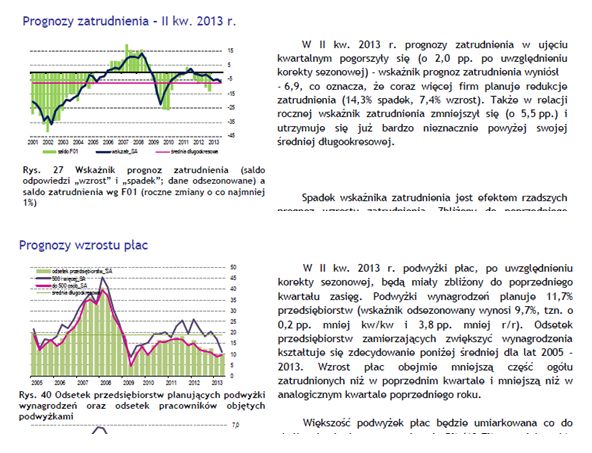 Prognozy zatrudnienia - II kw. 2013 r.
15
5
-5
-15
-25
-35
-45
2001 2002 2003 2004 2005 2006 2007 2008 2009 2010 2011 2012 2013
saldo F01 wskzatr_SA średnia długookresowa
Rys. 27 Wskaźnik prognoz zatrudnienia (saldo
odpowiedzi „wzrost” i „spadek”; dane odsezonowane) a
saldo zatrudnienia wg F01 (roczne zmiany o co najmniej
1%)
W II kw. 2013 r. prognozy zatrudnienia w ujęciu
kwartalnym pogorszyły się (o 2,0 pp. po uwzględnieniu
korekty sezonowej) - wskaźnik prognoz zatrudnienia wyniósł
- 6,9, co oznacza, że coraz więcej firm planuje redukcje
zatrudnienia (14,3% spadek, 7,4% wzrost). Także w relacji
rocznej wskaźnik zatrudnienia zmniejszył się (o 5,5 pp.) i
utrzymuje się już bardzo nieznacznie powyżej swojej
średniej długookresowej.
Spadek wskaźnika zatrudnienia jest efektem rzadszych
prognoz wzrostu zatrudnienia. Zbliżony do poprzedniego
Prognozy wzrostu płac
odsetek przedsiębiorstw_SA
500 i więcej_SA
do 500 osób_SA
średnia długookresowa
50
45
40
35
30
25
20
15
10
5
0
2005 2006 2007 2008 2009 2010 2011 2012 2013
Rys. 40 Odsetek przedsiębiorstw planujących podwyżki
wynagrodzeń oraz odsetek pracowników objętych
podwyżkami
7,0
W II kw. 2013 r. podwyżki płac, po uwzględnieniu
korekty sezonowej, będą miały zbliżony do poprzedniego
kwartału zasięg. Podwyżki wynagrodzeń planuje 11,7%
przedsiębiorstw (wskaźnik odsezonowany wynosi 9,7%, tzn. o
0,2 pp. mniej kw/kw i 3,8 pp. mniej r/r). Odsetek
przedsiębiorstw zamierzających zwiększyć wynagrodzenia
kształtuje się zdecydowanie poniżej średniej dla lat 2005 -
2013. Wzrost płac obejmie mniejszą część ogółu
zatrudnionych niż w poprzednim kwartale i mniejszą niż w
analogicznym kwartale poprzedniego roku.
Większość podwyżek płac będzie umiarkowana co do